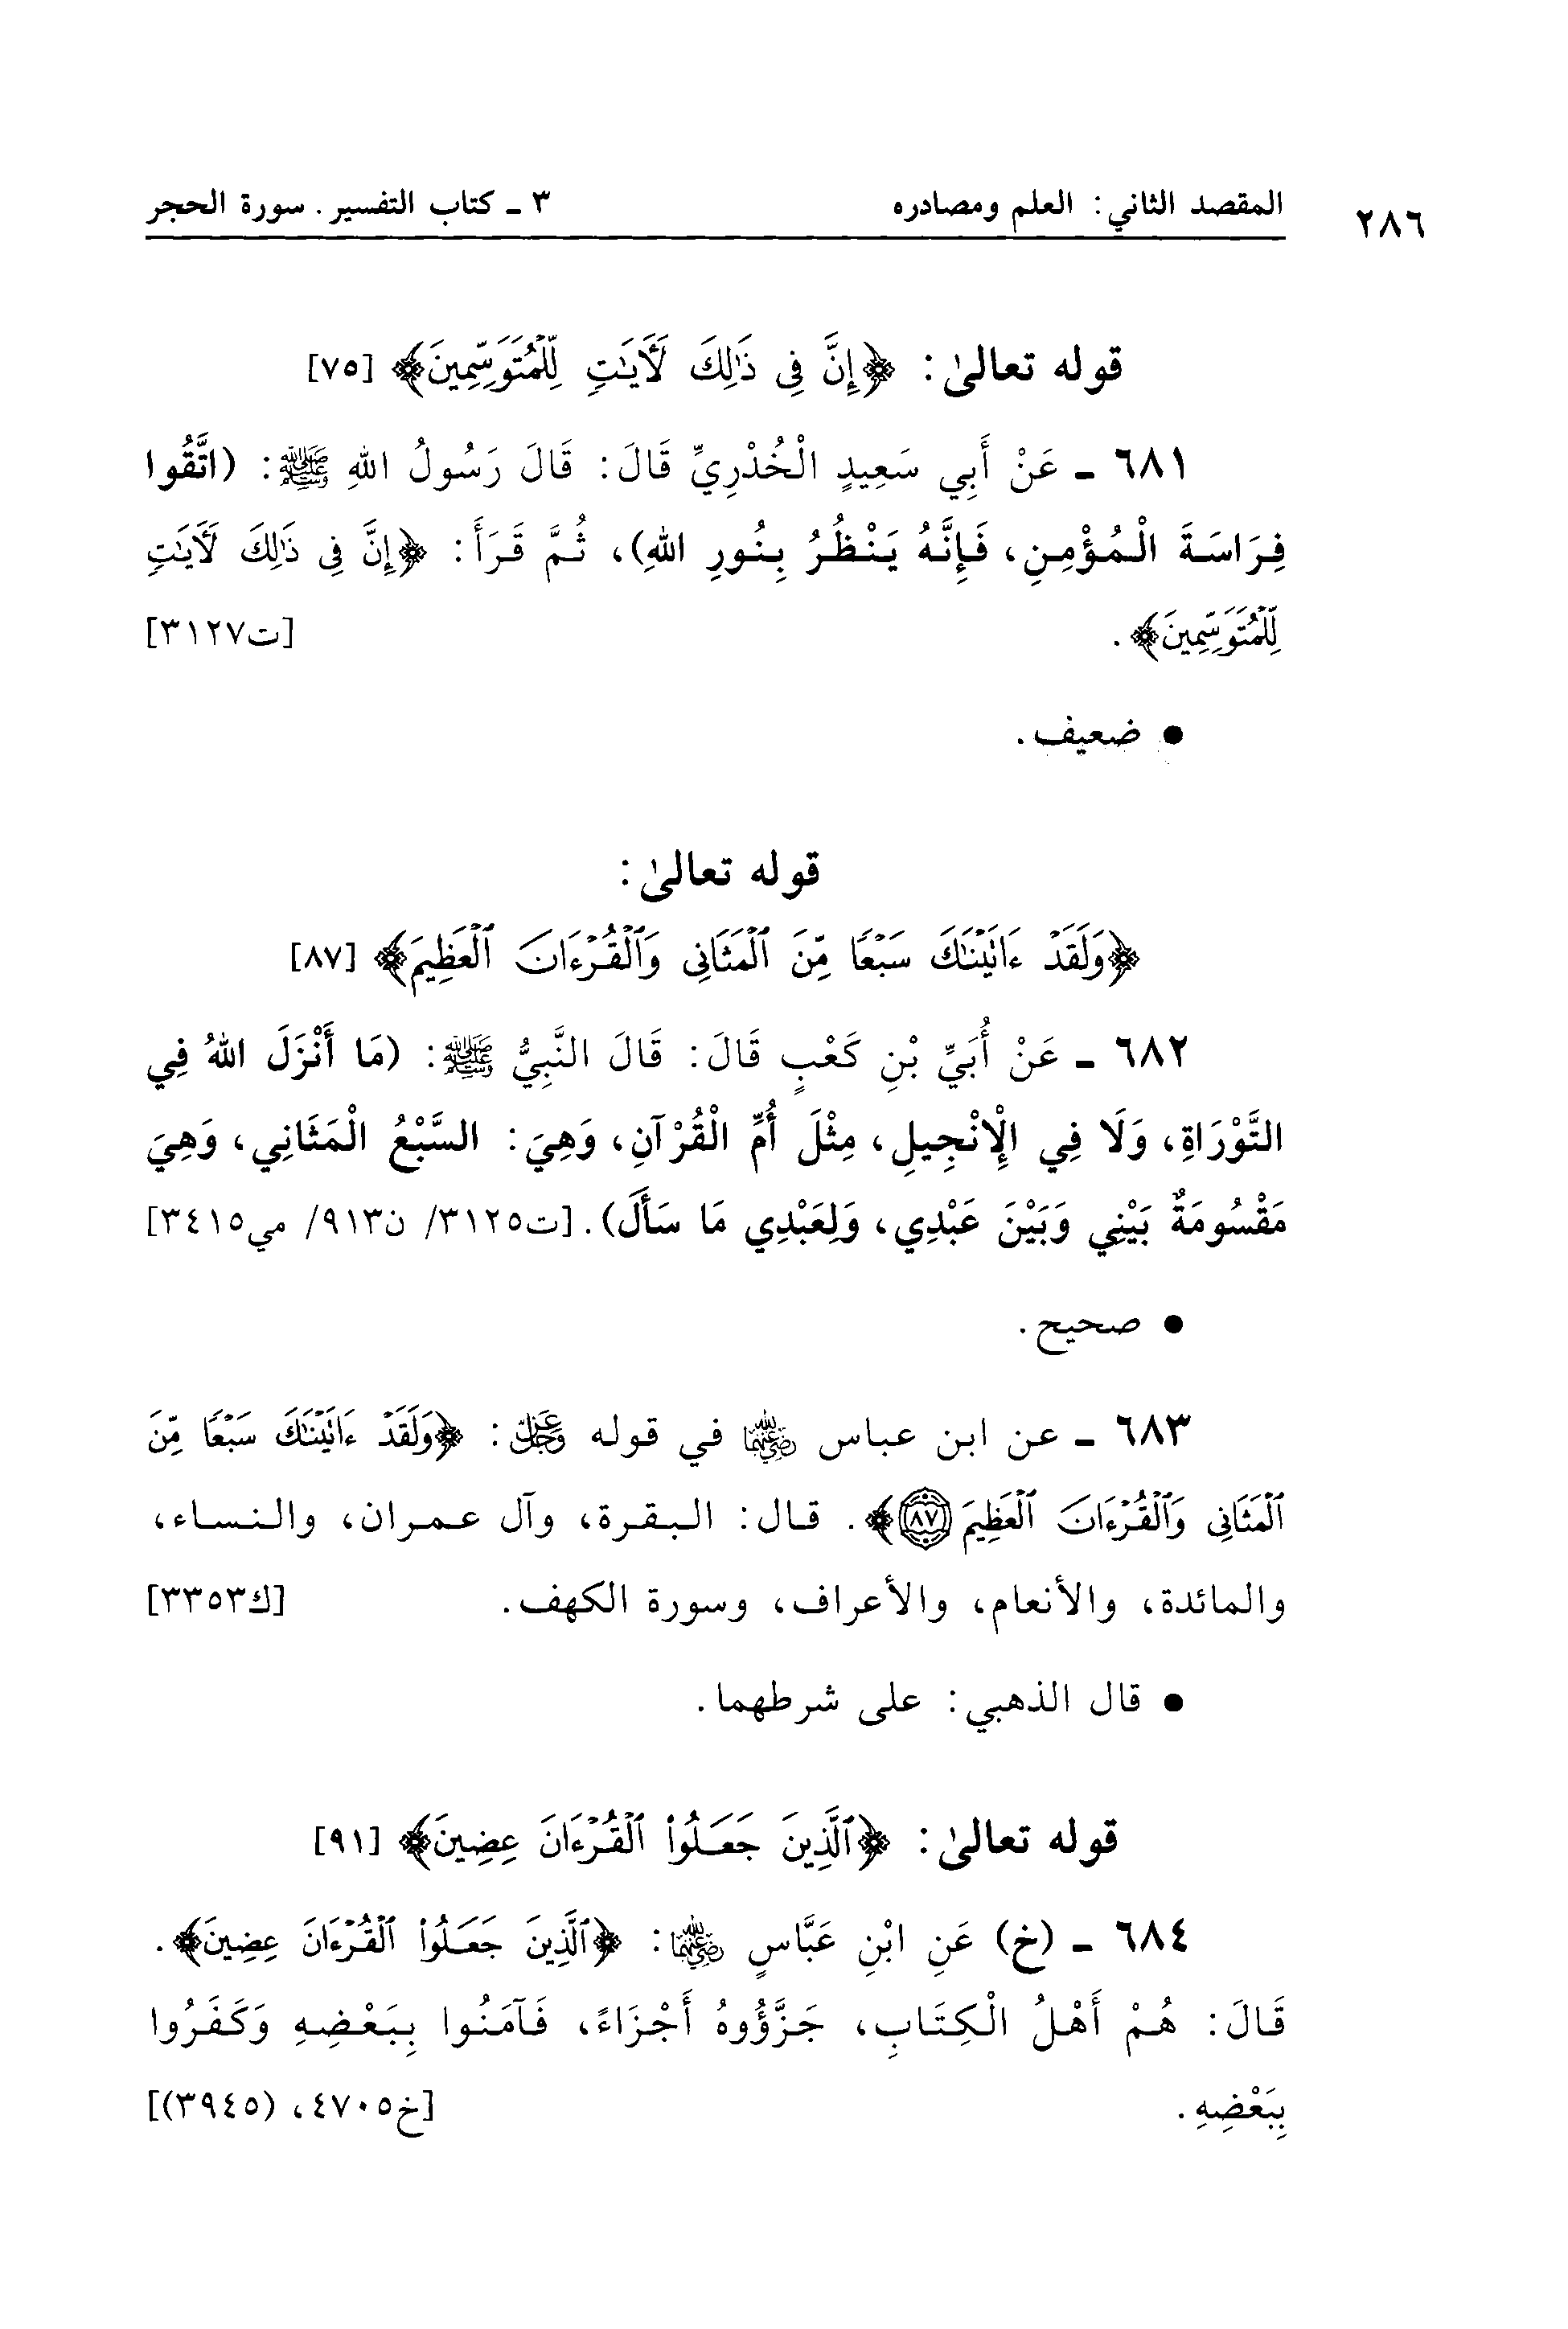 ٢٨٦ المقصد الثاني: العلم ومصادره ٣ ـ كتاب التفسير. سورة الحجر
قوله تعالىٰ: ﴿إِنَّ فِى ذَٰلِكَ لَأَيَـٰتٍ لِّلْمُتَوَسِّمِينَ﴾ [٧٥]
٦٨١ ـ عَنْ أَبِي سَعِيدٍ الْخُدْرِيِّ قَالَ: قَالَ رَسُولُ اللهِ ﷺ: (اتَّقُوا
فِرَاسَةَ الْمُؤْمِنِ، فَإِنَّهُ يَنْظُرُ بِنُورِ اللهِ)، ثُمَّ قَرَأَ: ﴿إِنَّ فِى ذَٰلِكَ لَأَيَـٰتٍ
لِّلْمُتَوَسِّمِينَ﴾. [ت٣١٢٧]
● ضعيف.
قوله تعالىٰ:
﴿وَلَقَدْ ءَاتَيْنَـٰكَ سَبْعًا مِّنَ ٱلْمَثَانِى وَٱلْقُرْءَانَ ٱلْعَظِيمَ﴾ [٨٧]
٦٨٢ ـ عَنْ أُبَيِّ بْنِ كَعْبٍ قَالَ: قَالَ النَّبِيُّ ﷺ: (مَا أَنْزَلَ اللهُ فِي
التَّوْرَاةِ، وَلَا فِي الْإِنْجِيلِ، مِثْلَ أُمِّ الْقُرْآنِ، وَهِيَ: السَّبْعُ الْمَثَانِي، وَهِيَ
مَقْسُومَةٌ بَيْنِي وَبَيْنَ عَبْدِي، وَلِعَبْدِي مَا سَأَلَ). [ت٣١٢٥/ ن٩١٣/ مي٣٤١٥]
● صحيح.
٦٨٣ ـ عن ابن عباس رضي الله عنهما في قوله عز وجل: ﴿وَلَقَدْ ءَاتَيْنَـٰكَ سَبْعًا مِّنَ
ٱلْمَثَانِى وَٱلْقُرْءَانَ ٱلْعَظِيمَ ٨٧﴾. قال: البقرة، وآل عمران، والنساء،
والمائدة، والأنعام، والأعراف، وسورة الكهف. [ك٣٣٥٣]
● قال الذهبي: على شرطهما.
قوله تعالىٰ: ﴿ٱلَّذِينَ جَعَلُوا۟ ٱلْقُرْءَانَ عِضِينَ﴾ [٩١]
٦٨٤ ـ (خ) عَنِ ابْنِ عَبَّاسٍ رضي الله عنهما: ﴿ٱلَّذِينَ جَعَلُوا۟ ٱلْقُرْءَانَ عِضِينَ﴾.
قَالَ: هُمْ أَهْلُ الْكِتَابِ، جَزَّؤُوهُ أَجْزَاءً، فَآمَنُوا بِبَعْضِهِ وَكَفَرُوا
بِبَعْضِهِ. [خ٤٧٠٥، (٣٩٤٥)]